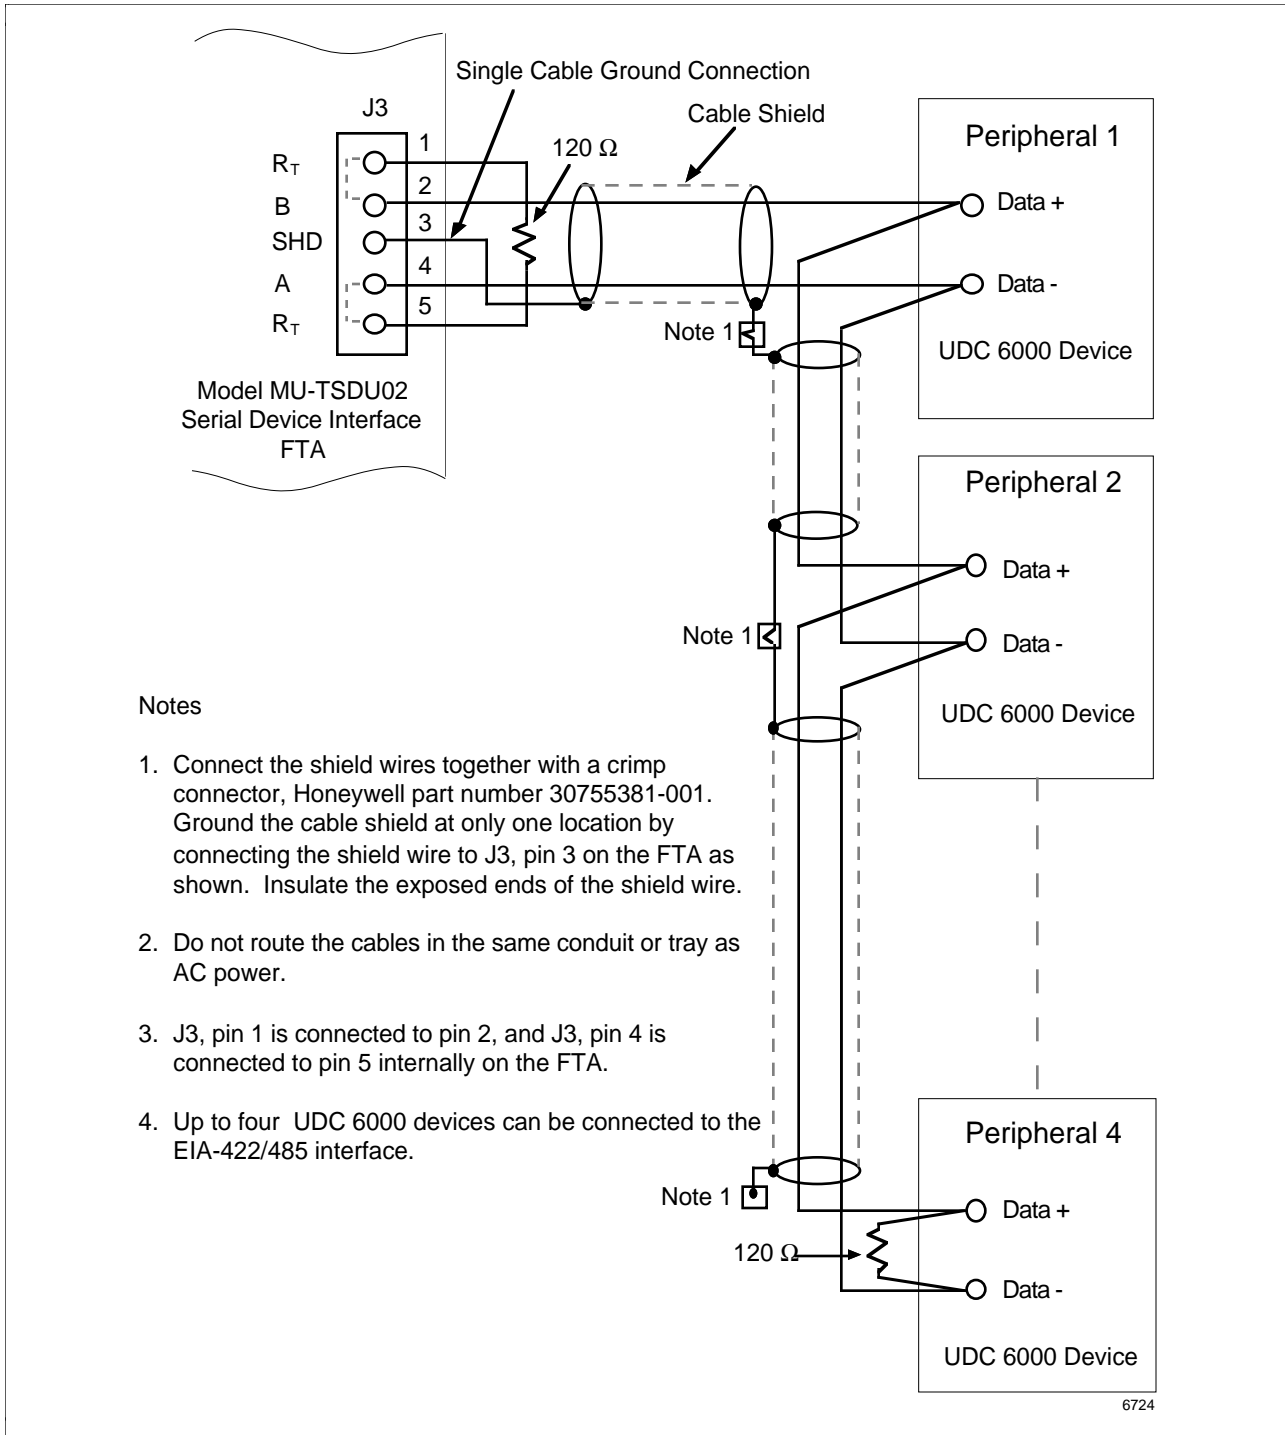 Single Cable Ground Connection
J3
Cable Shield
120 Ω
Peripheral 1
1
RT
2
B
Data +
3
SHD
4
A
Data -
5
RT
Note 1
UDC 6000 Device
Model MU-TSDU02
Serial Device Interface
FTA
Peripheral 2
Data +
Note 1
Data -
UDC 6000 Device
Notes
1. Connect the shield wires together with a crimp
connector, Honeywell part number 30755381-001.
Ground the cable shield at only one location by
connecting the shield wire to J3, pin 3 on the FTA as
shown. Insulate the exposed ends of the shield wire.
2. Do not route the cables in the same conduit or tray as
AC power.
3. J3, pin 1 is connected to pin 2, and J3, pin 4 is
connected to pin 5 internally on the FTA.
4. Up to four UDC 6000 devices can be connected to the
EIA-422/485 interface.
Peripheral 4
Note 1
Data +
120 Ω
Data -
UDC 6000 Device
6724